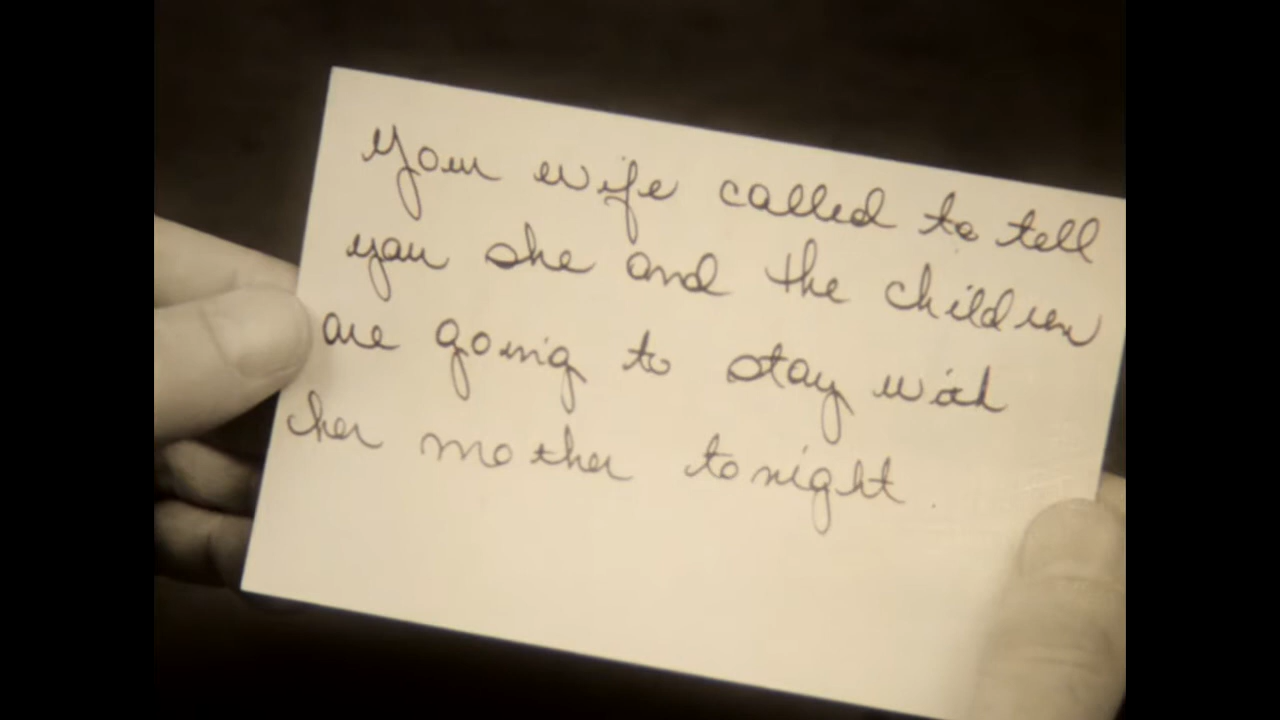 Your wife called to tell
you she and the children
are going to stay with
her mother tonight.